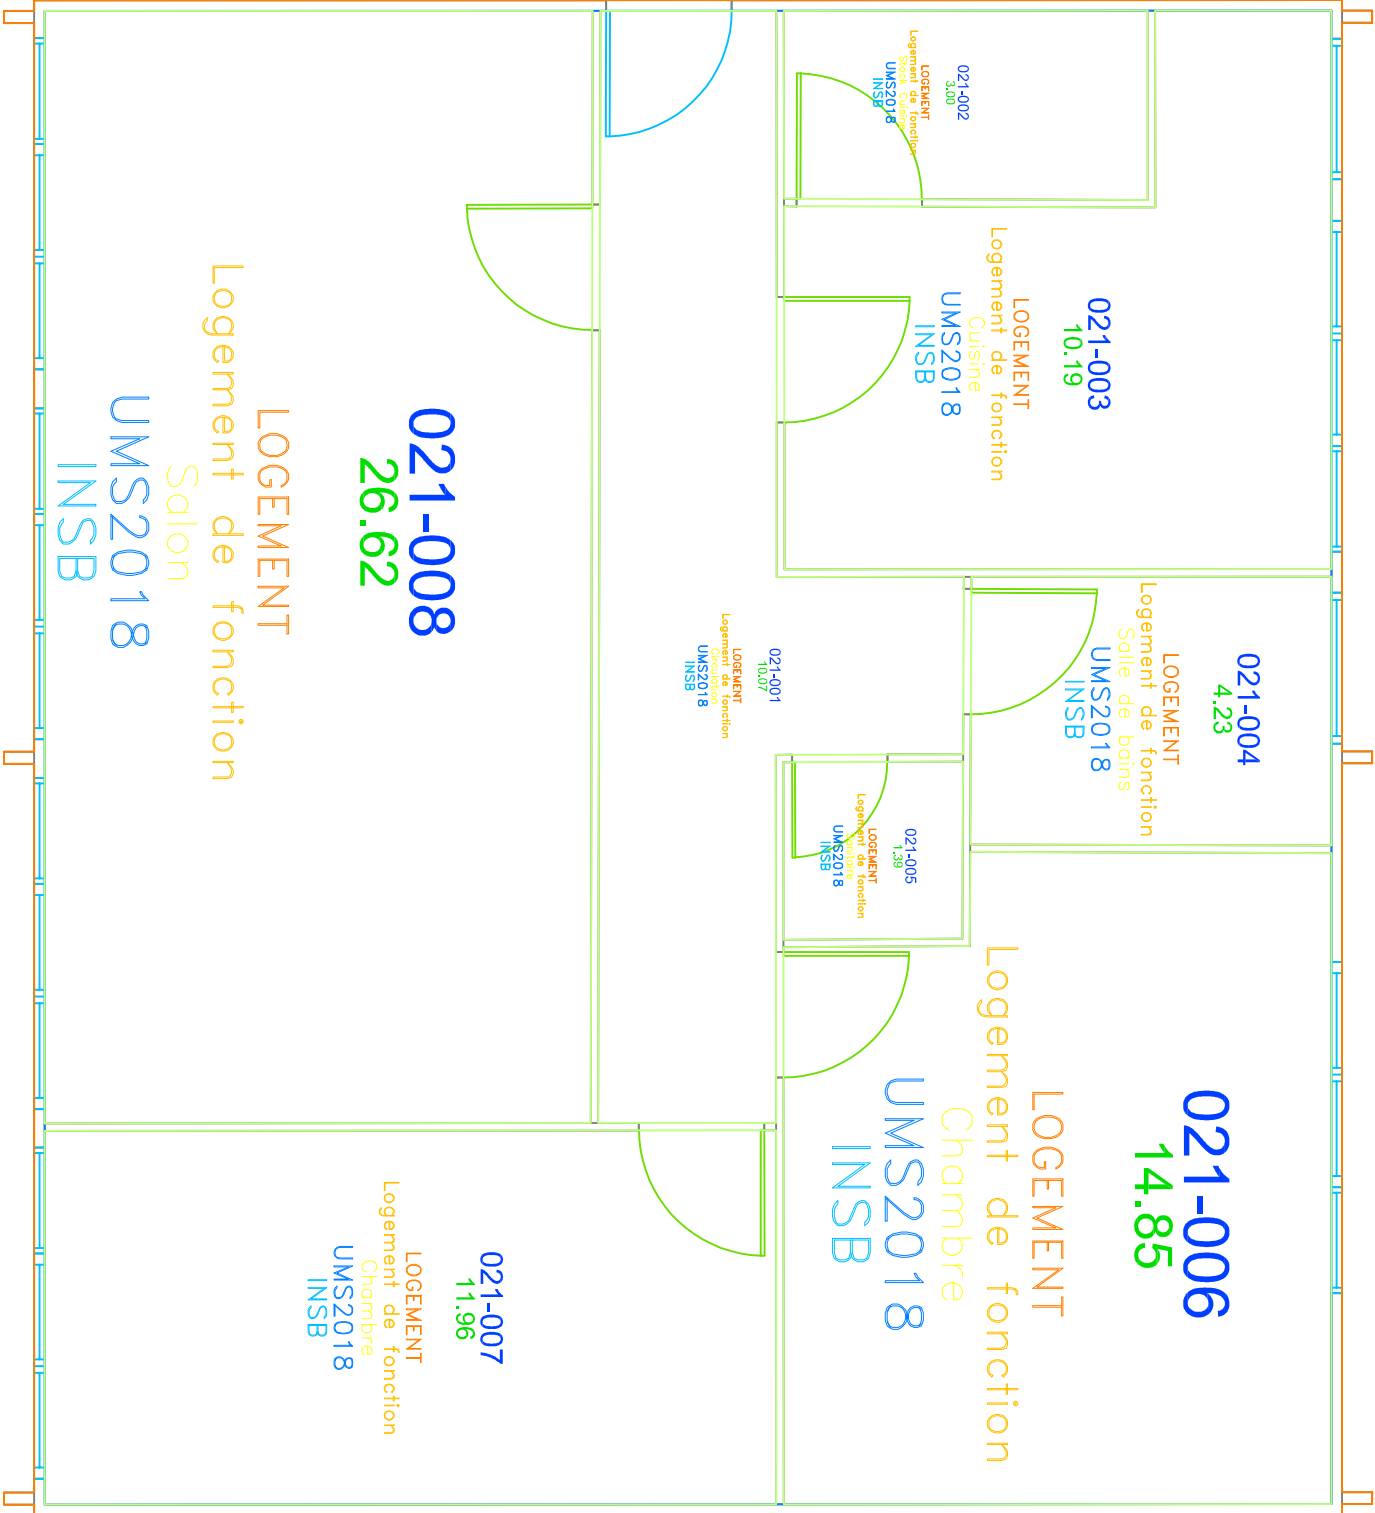 021-002
3.00
LOGEMENT
Logement de fonction
Stock Cuisine
UMS2018
INSB
021-003
10.19
LOGEMENT
Logement de fonction
Cuisine
UMS2018
INSB
021-008
26.62
LOGEMENT
Logement de fonction
Salon
UMS2018
INSB
021-001
10.07
LOGEMENT
Logement de fonction
Circulation
UMS2018
INSB
021-004
4.23
LOGEMENT
Logement de fonction
Salle de bains
UMS2018
INSB
021-005
1.39
LOGEMENT
Logement de fonction
Sanitaire
UMS2018
INSB
021-006
14.85
LOGEMENT
Logement de fonction
Chambre
UMS2018
INSB
021-007
11.96
LOGEMENT
Logement de fonction
Chambre
UMS2018
INSB